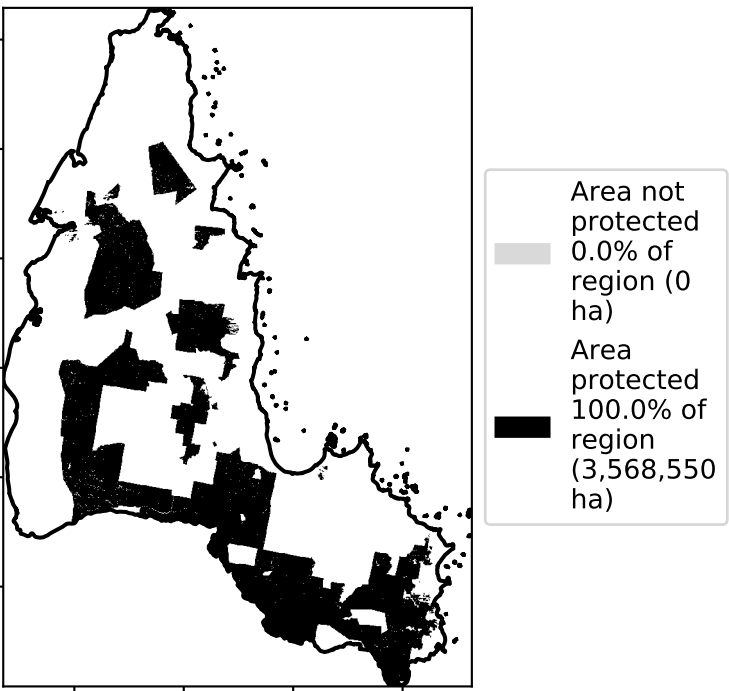 Area not
protected
0.0% of
region (0
ha)
Area
protected
100.0% of
region
(3,568,550
ha)